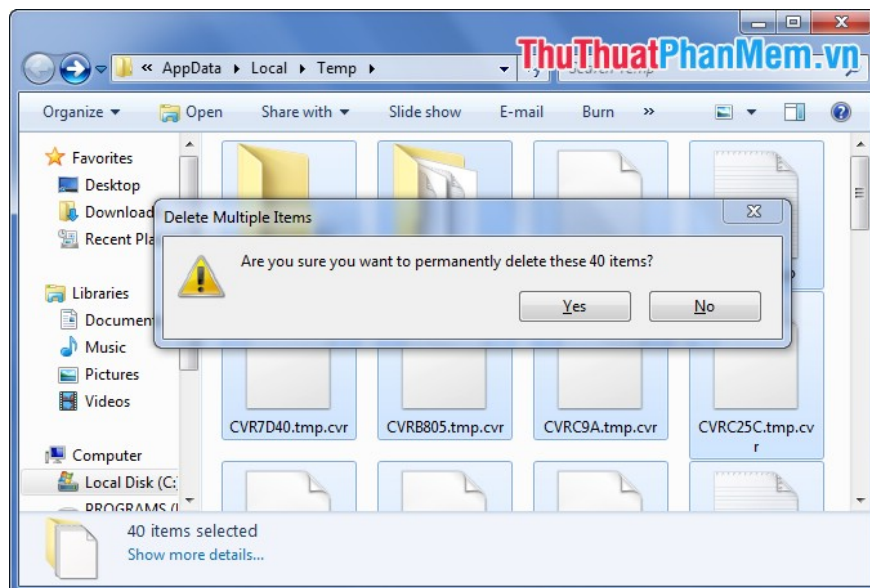 ThuThuatPhanMem.vn
« AppData ▸ Local ▸ Temp ▸
Search Temp
Organize Open Share with Slide show E-mail Burn »
Favorites
Desktop
Download
Recent Pla
Libraries
Documen
Music
Pictures
Videos
Computer
Local Disk (C:
PROGRAMS (
Delete Multiple Items
Are you sure you want to permanently delete these 40 items?
Yes No
CVR7D40.tmp.cvr CVRB805.tmp.cvr CVRC9A.tmp.cvr CVRC25C.tmp.cv
r
40 items selected
Show more details...